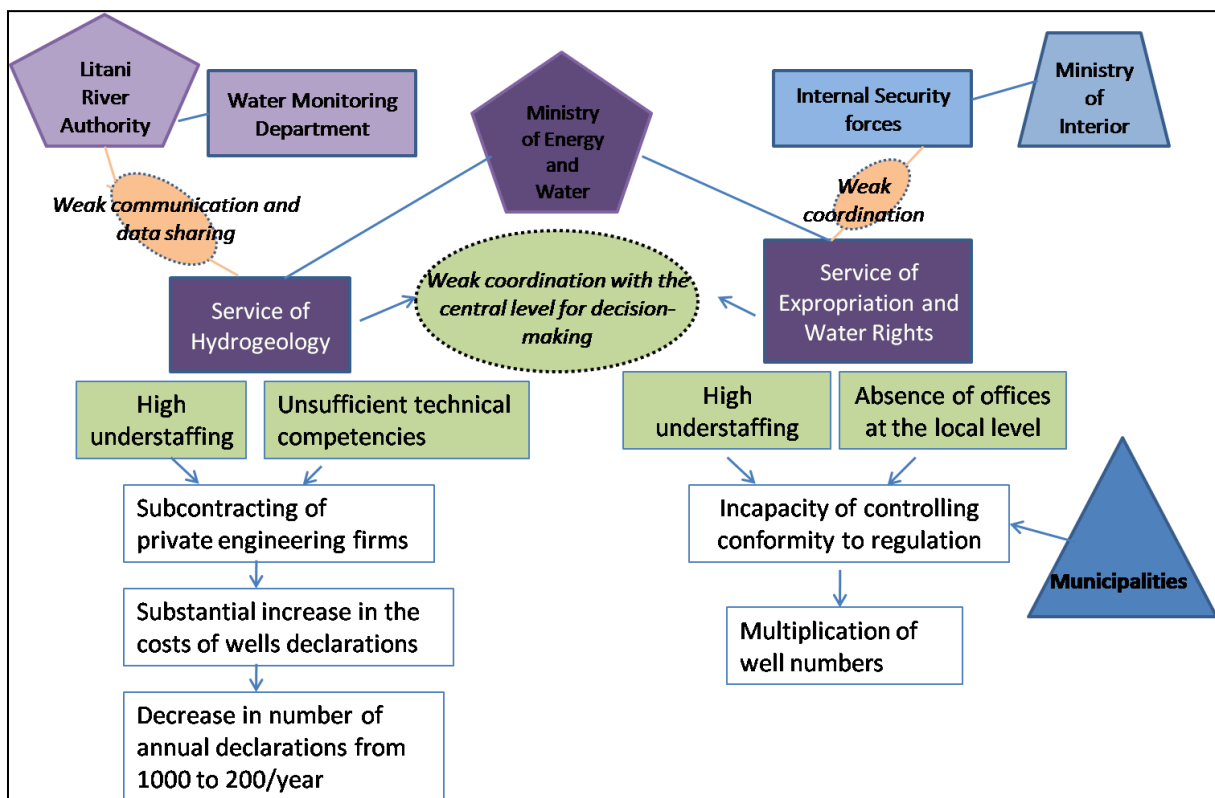 Litani
River
Authority
Water Monitoring
Department
Ministry
of Energy
and
Water
Internal Security
forces
Ministry
of
Interior
Weak communication and
data sharing
Weak
coordination
Service of
Hydrogeology
Weak coordination with the
central level for decision-
making
Service of
Expropriation and
Water Rights
High
understaffing
Unsufficient technical
competencies
High
understaffing
Absence of offices
at the local level
Subcontracting of
private engineering firms
Incapacity of controlling
conformity to regulation
Municipalities
Substantial increase in the
costs of wells declarations
Multiplication of
well numbers
Decrease in number of
annual declarations from
1000 to 200/year